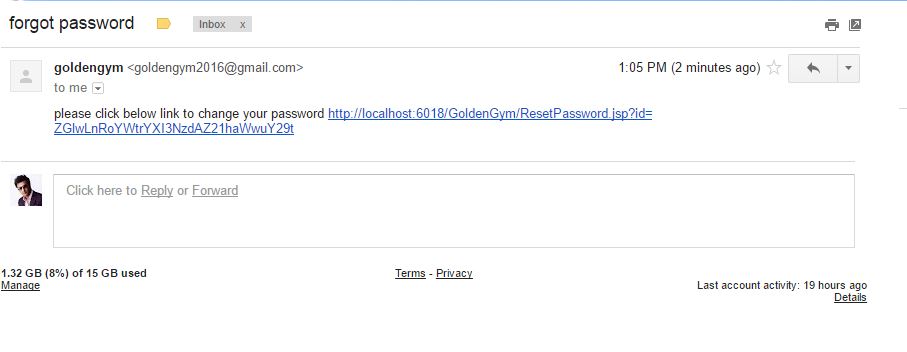 forgot password Inbox x
goldengym <goldengym2016@gmail.com> 1:05 PM (2 minutes ago)
to me
please click below link to change your password http://localhost:6018/GoldenGym/ResetPassword.jsp?id=
ZGlwLnRoYWtrYXI3NzdAZ21haWwuY29t
Click here to Reply or Forward
1.32 GB (8%) of 15 GB used Terms - Privacy
Manage Last account activity: 19 hours ago
Details